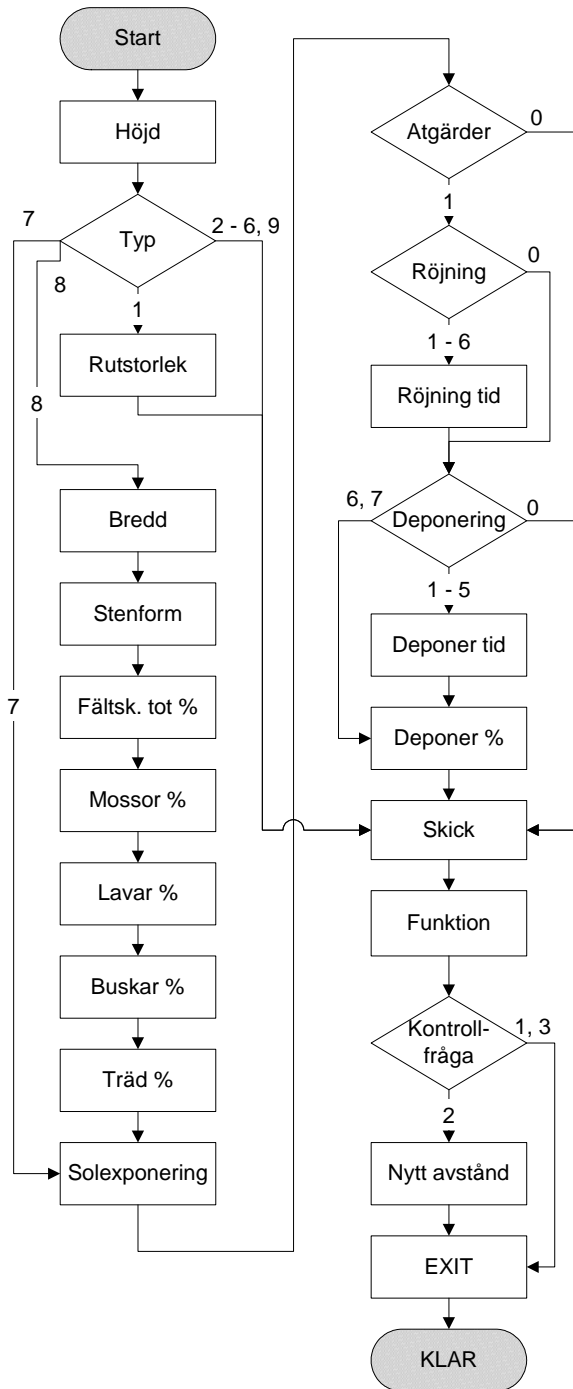 Start
Höjd
Typ
7
2 - 6, 9
8
1
Rutstorlek
8
Bredd
Stenform
Fältsk. tot %
7
Mossor %
Lavar %
Buskar %
Träd %
Solexponering
Atgärder
0
1
Röjning
0
1 - 6
Röjning tid
6, 7
Deponering
0
1 - 5
Deponer tid
Deponer %
Skick
Funktion
Kontroll-
fråga
1, 3
2
Nytt avstånd
EXIT
KLAR